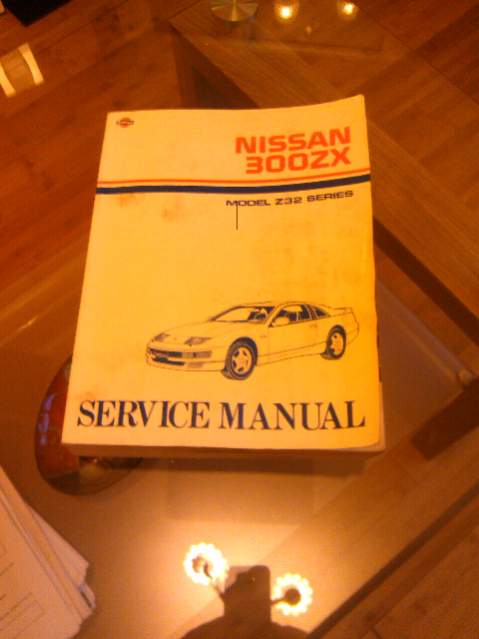 NISSAN
300ZX
MODEL Z32 SERIES
SERVICE MANUAL